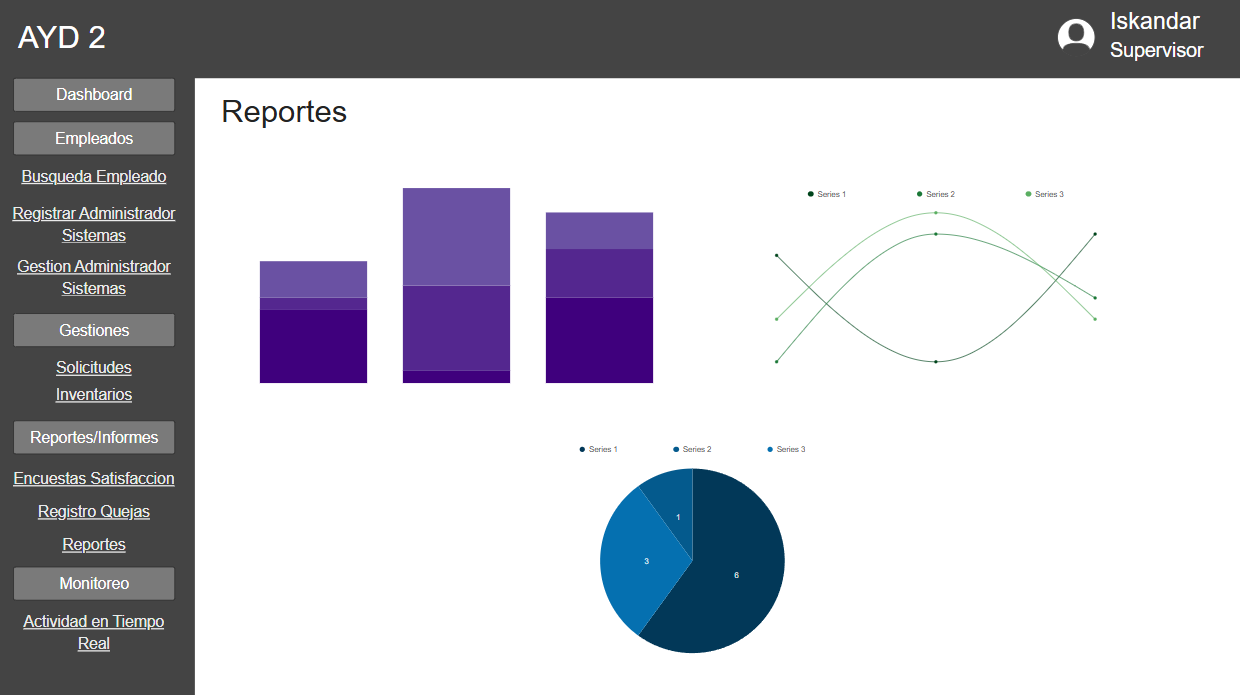 AYD 2
Iskandar
Supervisor
Dashboard
Empleados
Busqueda Empleado
Registrar Administrador
Sistemas
Gestion Administrador
Sistemas
Gestiones
Solicitudes
Inventarios
Reportes/Informes
Encuestas Satisfaccion
Registro Quejas
Reportes
Monitoreo
Actividad en Tiempo
Real
Reportes
Series 1 Series 2 Series 3
Series 1 Series 2 Series 3
1
3
6